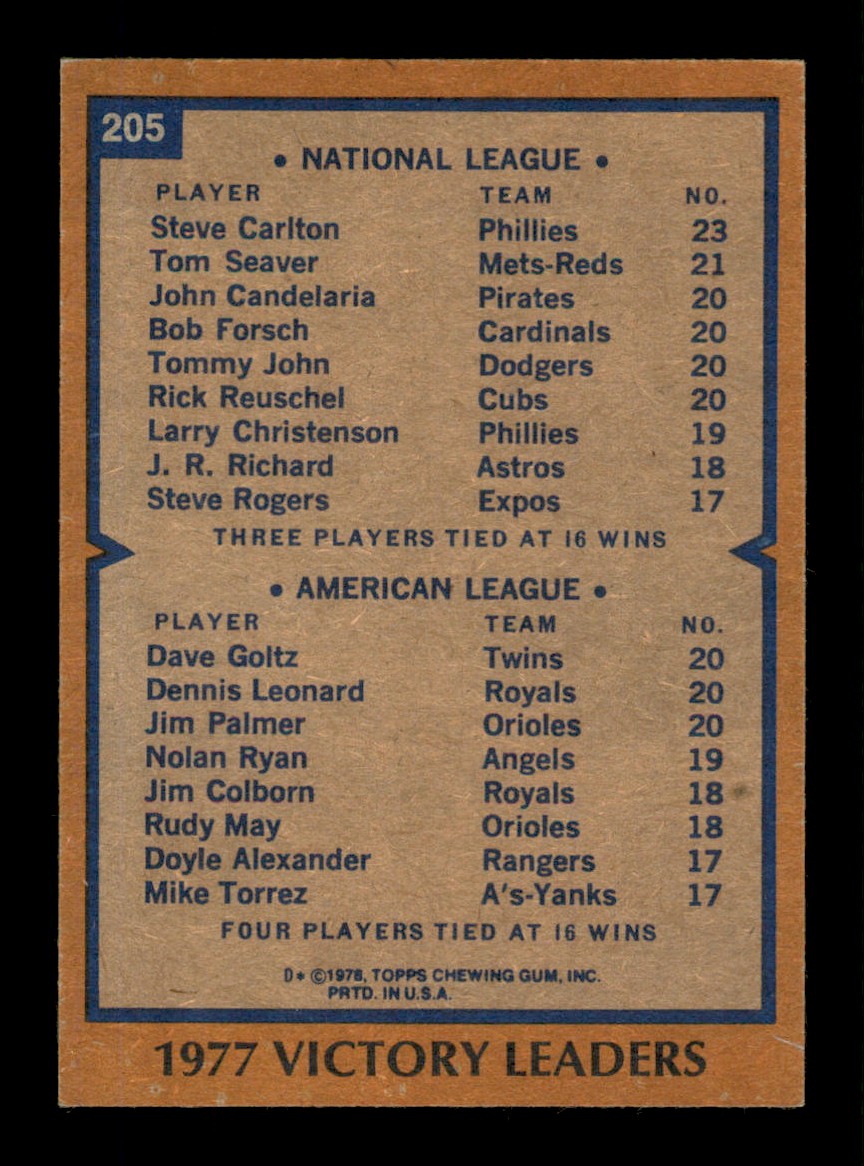 205
• NATIONAL LEAGUE •
PLAYER TEAM NO.
Steve Carlton Phillies 23
Tom Seaver Mets-Reds 21
John Candelaria Pirates 20
Bob Forsch Cardinals 20
Tommy John Dodgers 20
Rick Reuschel Cubs 20
Larry Christenson Phillies 19
J. R. Richard Astros 18
Steve Rogers Expos 17
THREE PLAYERS TIED AT 16 WINS
• AMERICAN LEAGUE •
PLAYER TEAM NO.
Dave Goltz Twins 20
Dennis Leonard Royals 20
Jim Palmer Orioles 20
Nolan Ryan Angels 19
Jim Colborn Royals 18
Rudy May Orioles 18
Doyle Alexander Rangers 17
Mike Torrez A's-Yanks 17
FOUR PLAYERS TIED AT 16 WINS
D* ©1978, TOPPS CHEWING GUM, INC.
PRTD. IN U.S.A.
1977 VICTORY LEADERS